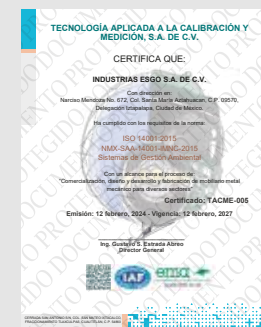 TECNOLOGÍA APLICADA A LA CALIBRACIÓN Y
MEDICIÓN, S.A. DE C.V.
CERTIFICA QUE:
INDUSTRIAS ESGO S.A. DE C.V.
Con dirección en:
Narciso Mendoza No. 672, Col. Santa María Aztahuacan, C.P. 09570,
Delegación Iztapalapa, Ciudad de México.
Ha cumplido con los requisitos de la norma:
ISO 14001:2015
NMX-SAA-14001-IMNC-2015
Sistemas de Gestión Ambiental
Con un alcance para el proceso de:
"Comercialización, diseño y desarrollo y fabricación de mobiliario metal
mecánico para diversos sectores"
Certificado: TACME-005
Emisión: 12 febrero, 2024 - Vigencia: 12 febrero, 2027
Ing. Gustavo S. Estrada Abreo
Director General
IAF
ema